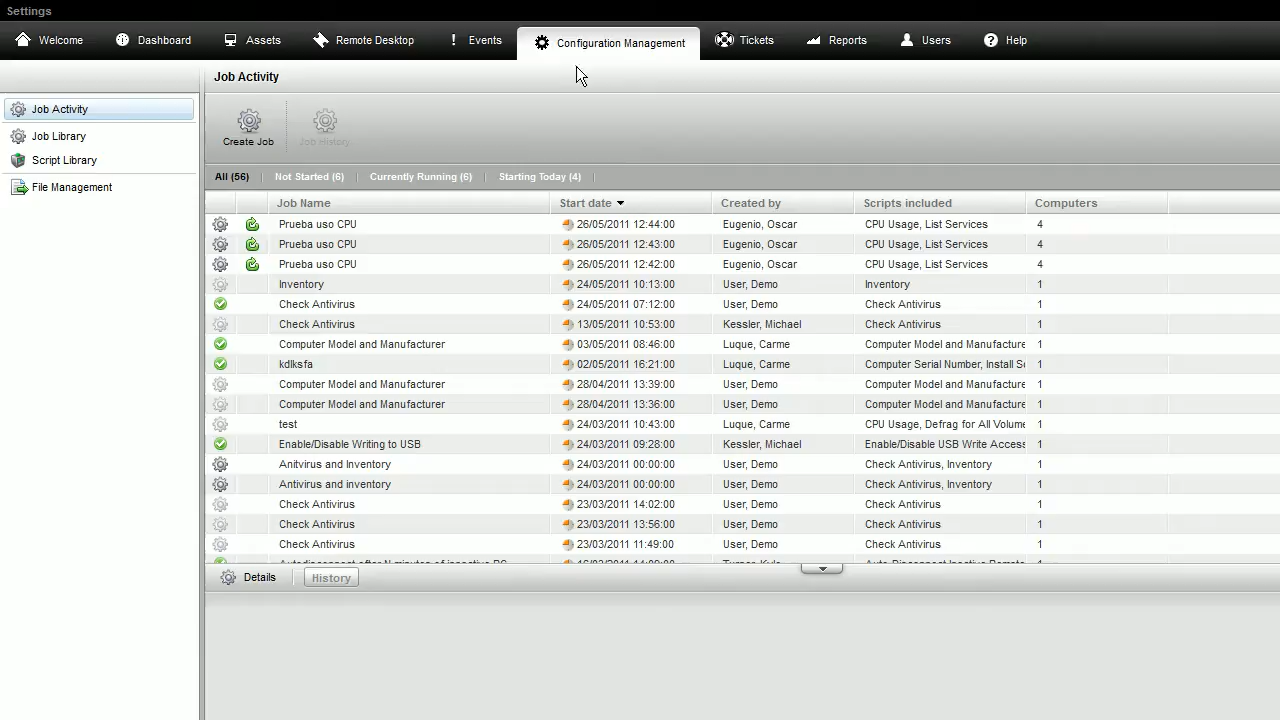 Settings
Welcome Dashboard Assets Remote Desktop Events Configuration Management Tickets Reports Users Help
Job Activity
Job Activity
Job Library
Script Library
File Management
Create Job Job History
All (56) Not Started (6) Currently Running (6) Starting Today (4)
Job Name Start date Created by Scripts included Computers
Prueba uso CPU 26/05/2011 12:44:00 Eugenio, Oscar CPU Usage, List Services 4
Prueba uso CPU 26/05/2011 12:43:00 Eugenio, Oscar CPU Usage, List Services 4
Prueba uso CPU 26/05/2011 12:42:00 Eugenio, Oscar CPU Usage, List Services 4
Inventory 24/05/2011 10:13:00 User, Demo Inventory 1
Check Antivirus 24/05/2011 07:12:00 User, Demo Check Antivirus 1
Check Antivirus 13/05/2011 10:53:00 Kessler, Michael Check Antivirus 1
Computer Model and Manufacturer 03/05/2011 08:46:00 Luque, Carme Computer Model and Manufacture 1
kdlksfa 02/05/2011 16:21:00 Luque, Carme Computer Serial Number, Install S 1
Computer Model and Manufacturer 28/04/2011 13:39:00 User, Demo Computer Model and Manufacture 1
Computer Model and Manufacturer 28/04/2011 13:36:00 User, Demo Computer Model and Manufacture 1
test 24/03/2011 10:43:00 Luque, Carme CPU Usage, Defrag for All Volume 1
Enable/Disable Writing to USB 24/03/2011 09:28:00 Kessler, Michael Enable/Disable USB Write Access 1
Anitvirus and Inventory 24/03/2011 00:00:00 User, Demo Check Antivirus, Inventory 1
Antivirus and inventory 24/03/2011 00:00:00 User, Demo Check Antivirus, Inventory 1
Check Antivirus 23/03/2011 14:02:00 User, Demo Check Antivirus 1
Check Antivirus 23/03/2011 13:56:00 User, Demo Check Antivirus 1
Check Antivirus 23/03/2011 11:49:00 User, Demo Check Antivirus 1
Details History